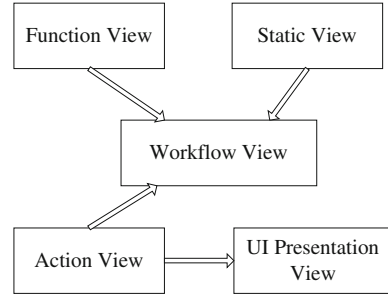 Function View
Static View
Workflow View
Action View
UI Presentation
View